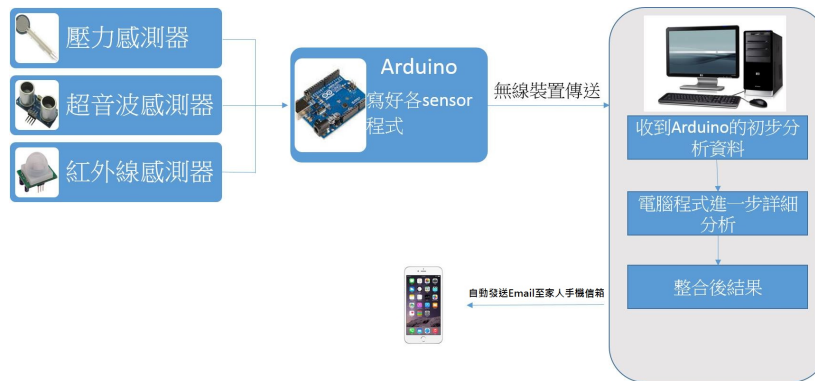 壓力感測器
超音波感測器
紅外線感測器
Arduino
寫好各sensor
程式
無線裝置傳送
收到Arduino的初步分
析資料
電腦程式進一步詳細
分析
整合後結果
自動發送Email至家人手機信箱